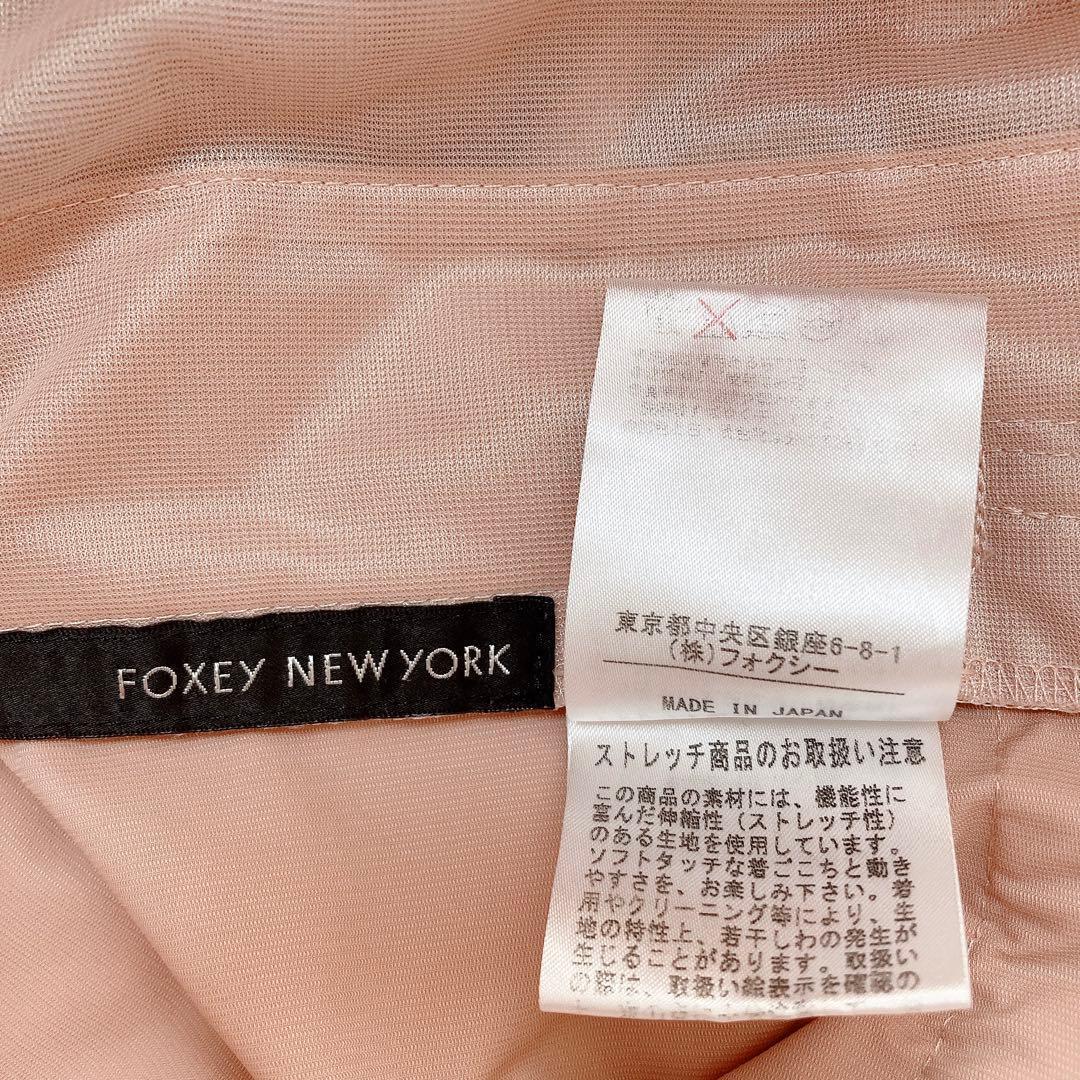 東京都中央区銀座6-8-1
(株)フォクシー
MADE IN JAPAN
FOXEY NEW YORK
ストレッチ商品のお取扱い注意
この商品の素材には、機能性に
富んだ伸縮性(ストレッチ性)
のある生地を使用しています。
ソフトタッチな着ごこちと動き
やすさを、お楽しみ下さい。着
用やクリーニング等により、生
地の特性上、若干しわの発生が
生じることがあります。取扱い
の際は、取扱い絵表示を確認の